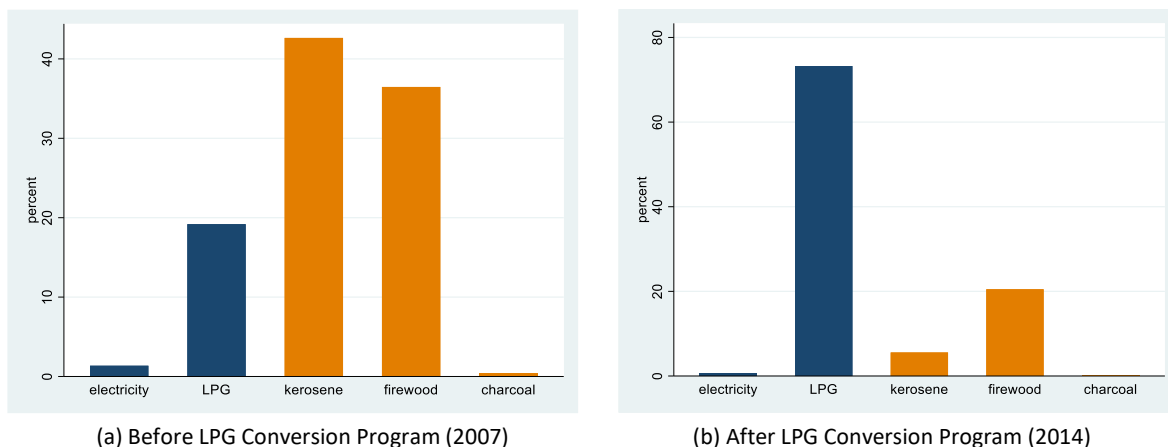 percent
40
30
20
10
0
electricity LPG kerosene firewood charcoal
(a) Before LPG Conversion Program (2007)
percent
80
60
40
20
0
electricity LPG kerosene firewood charcoal
(b) After LPG Conversion Program (2014)